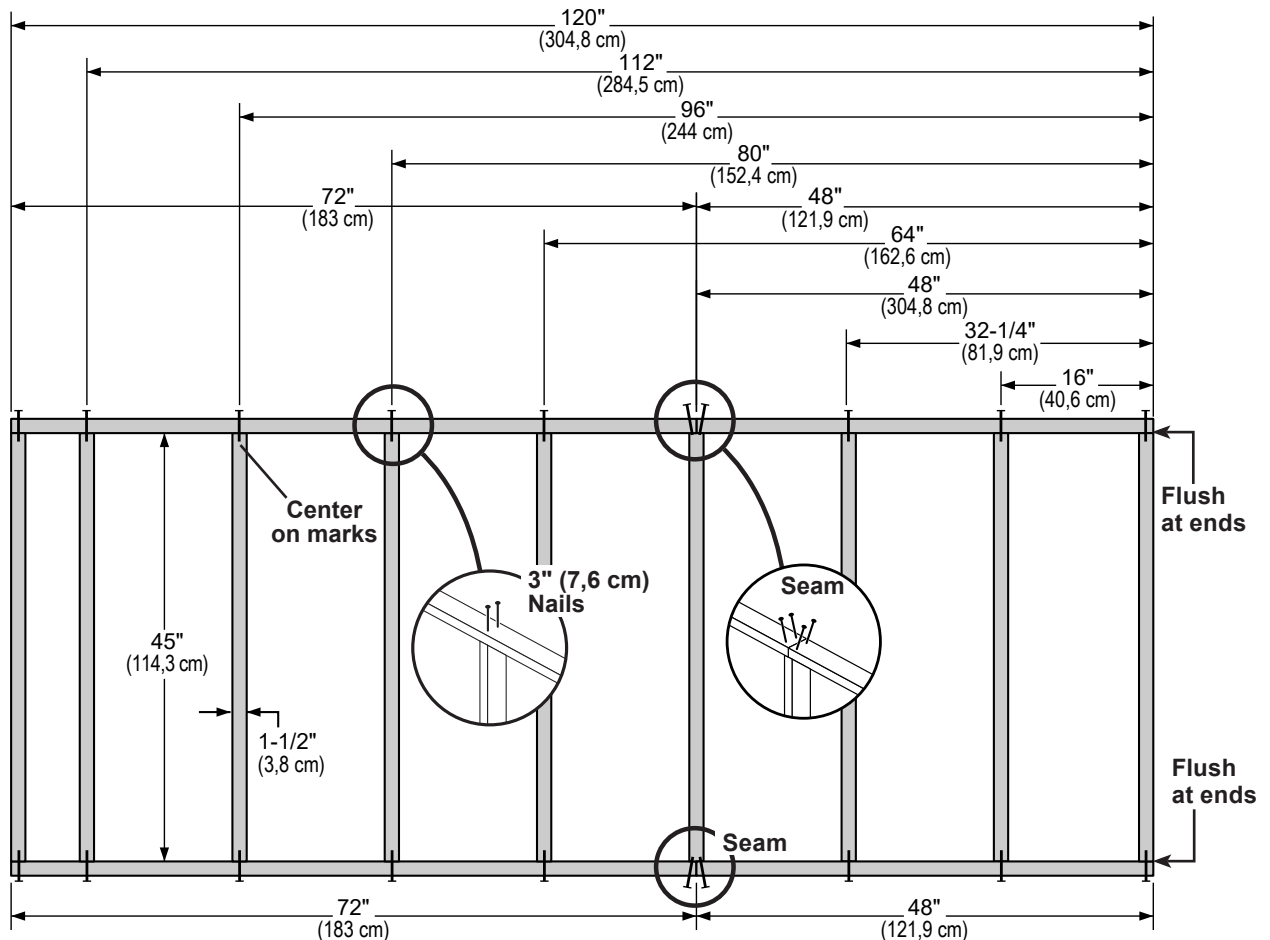 120"
(304,8 cm)
112"
(284,5 cm)
96"
(244 cm)
80"
(152,4 cm)
72"
(183 cm)
48"
(121,9 cm)
64"
(162,6 cm)
48"
(304,8 cm)
32-1/4"
(81,9 cm)
16"
(40,6 cm)
Center
on marks
Flush
at ends
3" (7,6 cm)
Nails
Seam
45"
(114,3 cm)
1-1/2"
(3,8 cm)
Flush
at ends
Seam
72"
(183 cm)
48"
(121,9 cm)